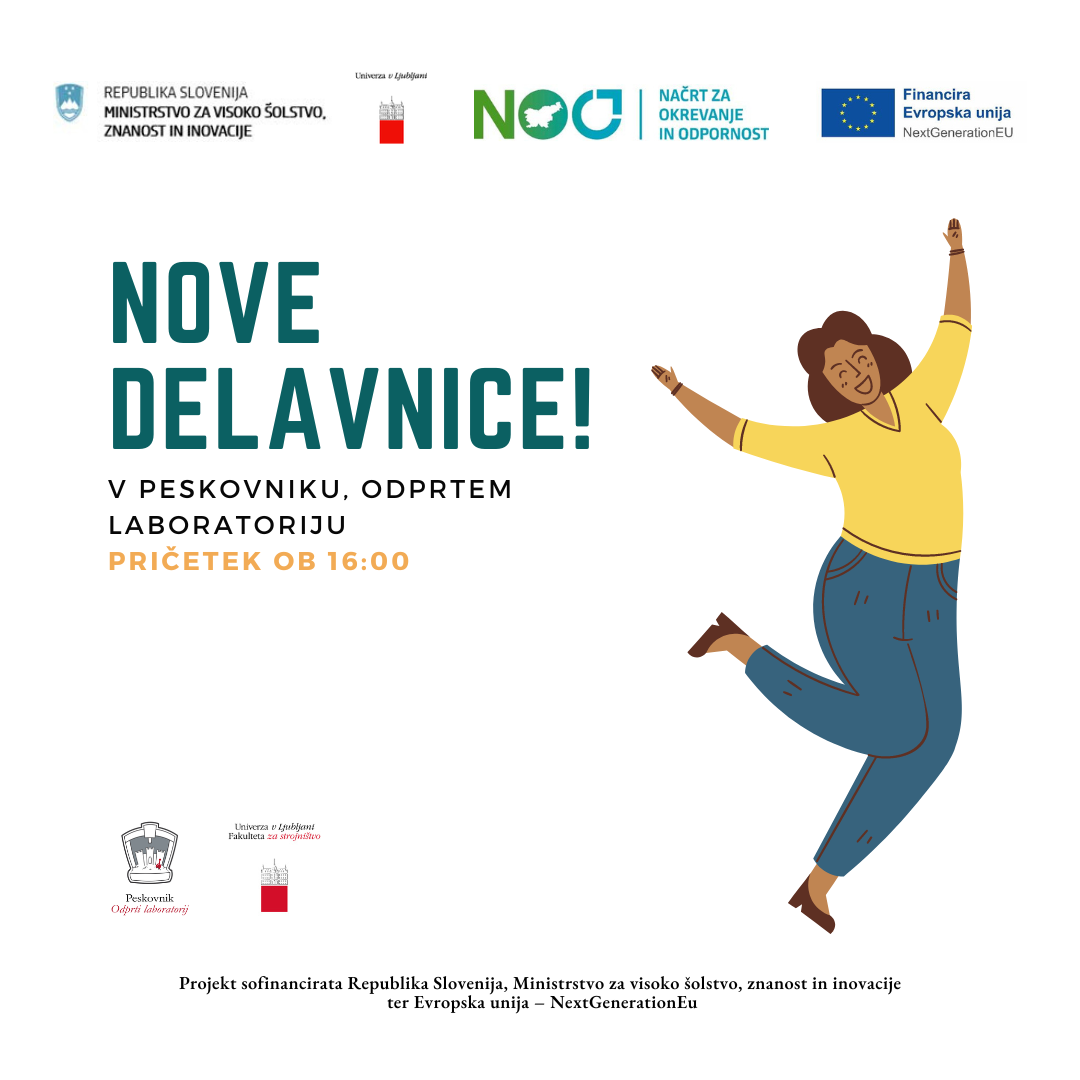 REPUBLIKA SLOVENIJA
MINISTRSTVO ZA VISOKO ŠOLSTVO,
ZNANOST IN INOVACIJE
Univerza v Ljubljani
NOO
NAČRT ZA
OKREVANJE
IN ODPORNOST
Financira
Evropska unija
NextGenerationEU
NOVE
DELAVNICE!
V PESKOVNIKU, ODPRTEM
LABORATORIJU
PRIČETEK OB 16:00
Peskovnik
Odprti laboratorij
Univerza v Ljubljani
Fakulteta za strojništvo
Projekt sofinancirata Republika Slovenija, Ministrstvo za visoko šolstvo, znanost in inovacije
ter Evropska unija – NextGenerationEu